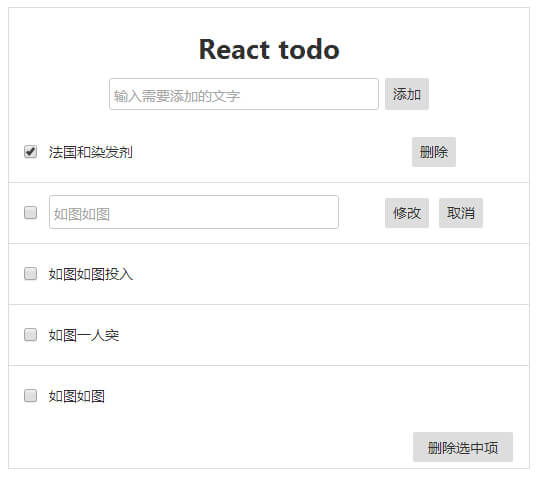 React todo
输入需要添加的文字 添加
法国和染发剂 删除
如图如图 修改 取消
如图如图投入
如图一人突
如图如图
删除选中项